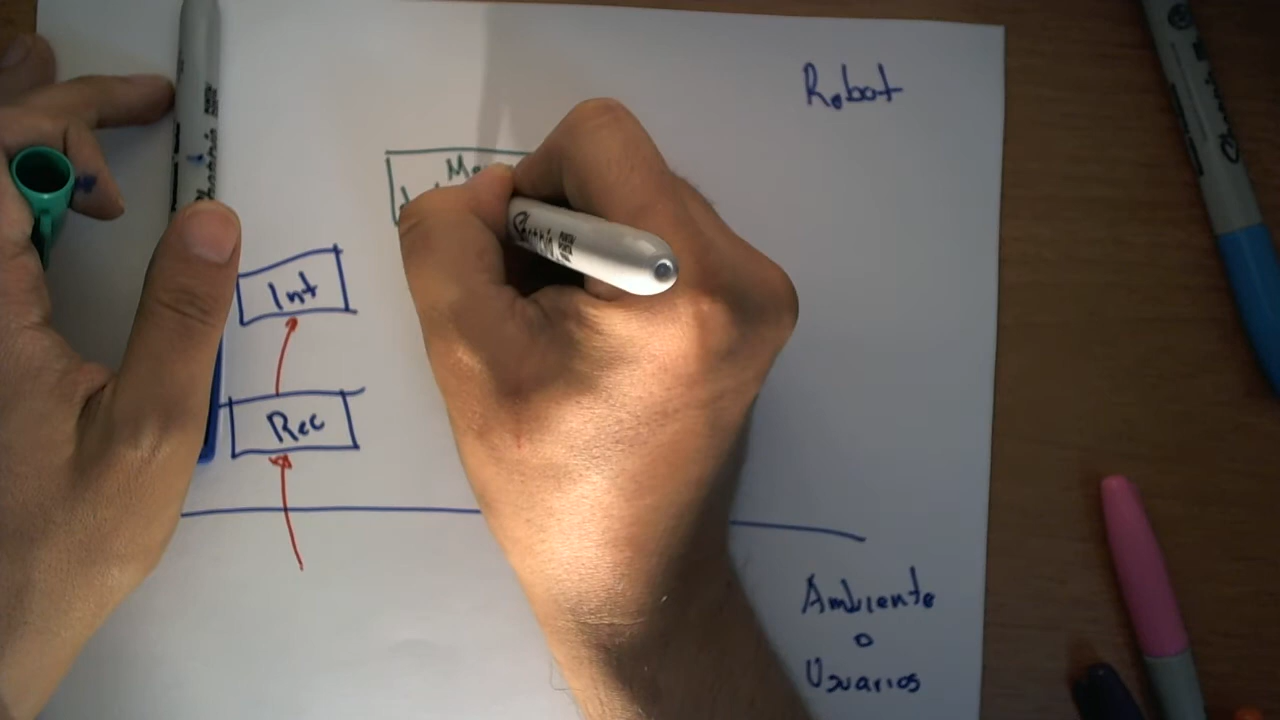 Robot
Int
Rec
Ambiente
o
Usuarios